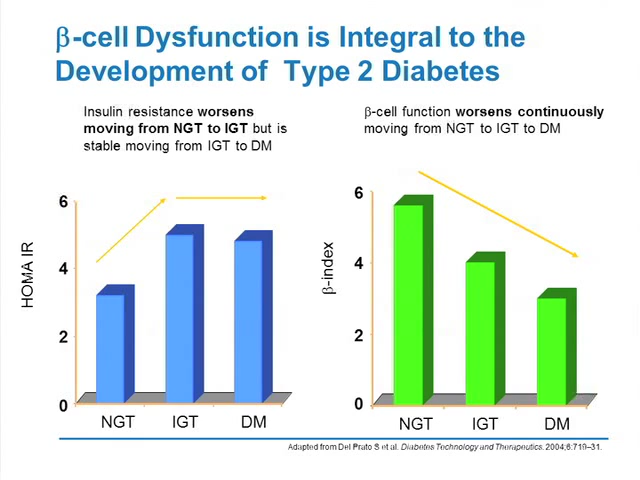 β-cell Dysfunction is Integral to the
Development of Type 2 Diabetes
Insulin resistance worsens
moving from NGT to IGT but is
stable moving from IGT to DM
β-cell function worsens continuously
moving from NGT to IGT to DM
HOMA IR
6
4
2
0
NGT IGT DM
β-index
6
4
2
0
NGT IGT DM
Adapted from Del Prato S et al. Diabetes Technology and Therapeutics. 2004;6:719–31.